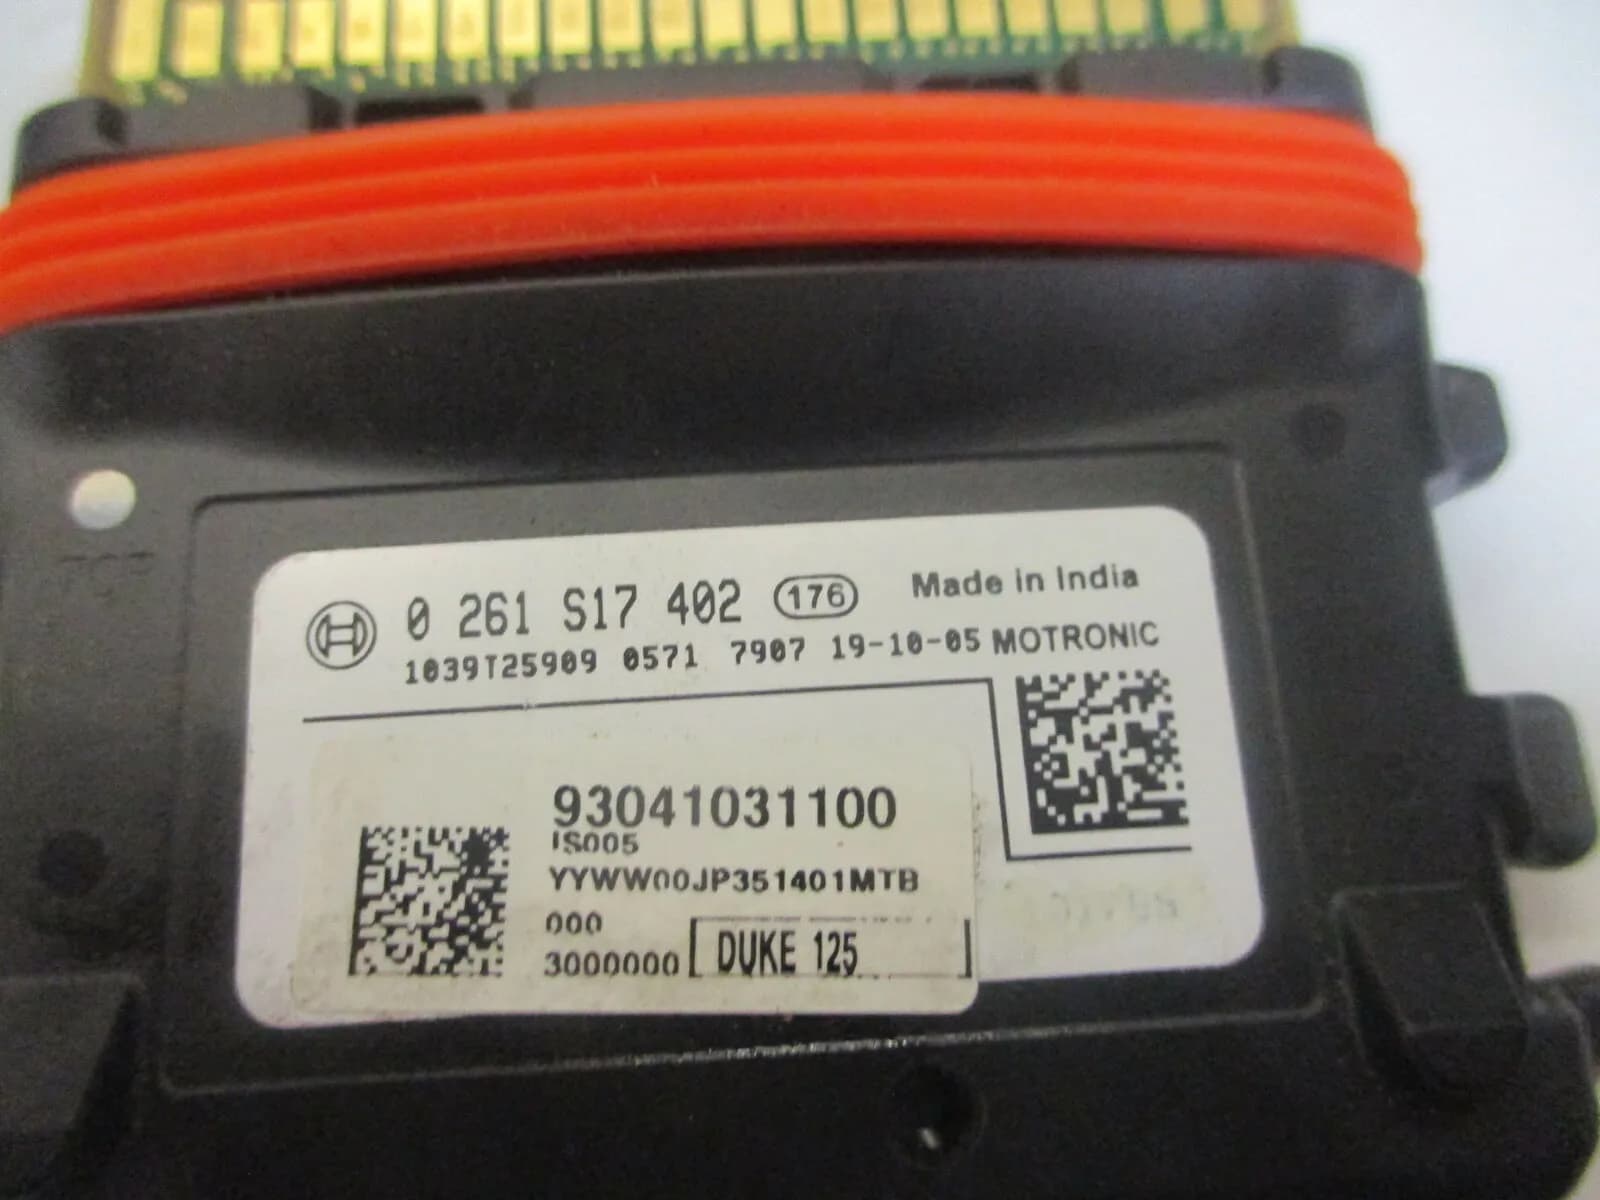 0 261 S17 402 176 Made in India
1039T25909 0571 7907 19-10-05 MOTRONIC
93041031100
IS005
YYWW00JP351401MTB
000
3000000 DUKE 125